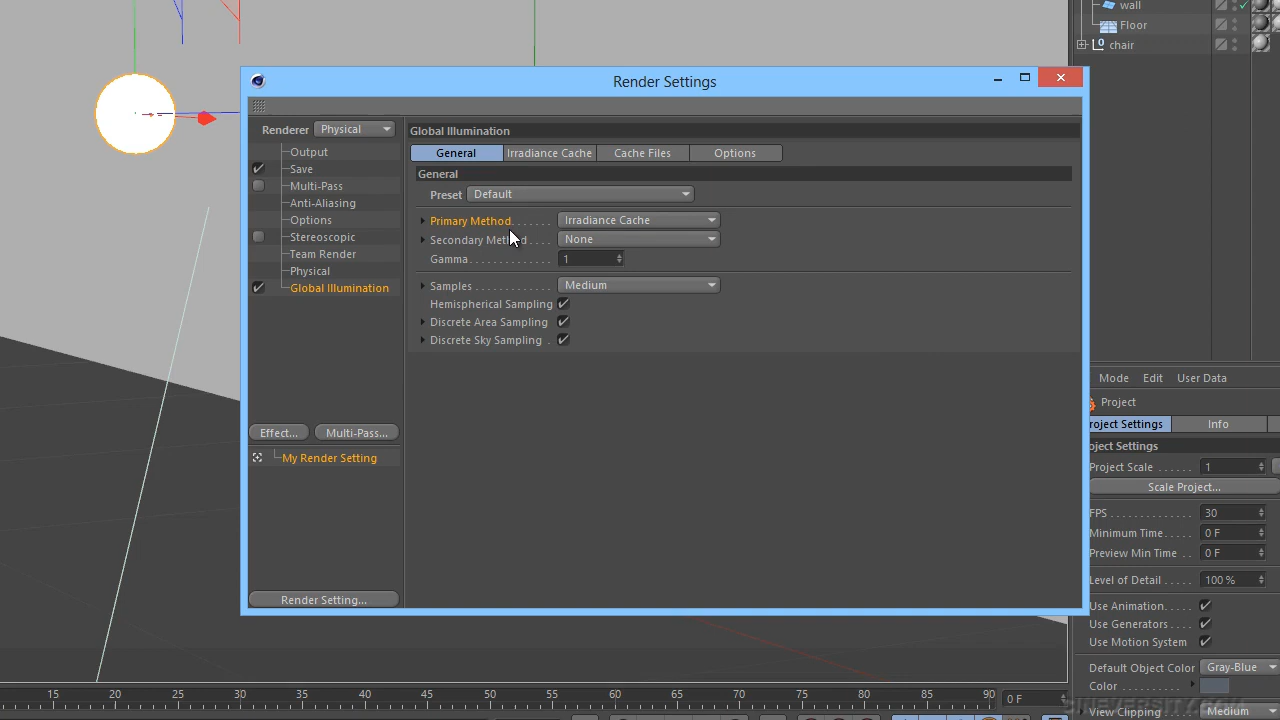 wall
Floor
chair
Render Settings
Renderer Physical
Output
Save
Multi-Pass
Anti-Aliasing
Options
Stereoscopic
Team Render
Physical
Global Illumination
Effect... Multi-Pass...
My Render Setting
Render Setting...
Global Illumination
General Irradiance Cache Cache Files Options
General
Preset Default
Primary Method . . . . . . Irradiance Cache
Secondary Method . . . . None
Gamma . . . . . . . . . . . . . 1
Samples . . . . . . . . . . . . Medium
Hemispherical Sampling
Discrete Area Sampling
Discrete Sky Sampling .
Mode Edit User Data
Project
roject Settings Info
oject Settings
Project Scale . . . . . . 1
Scale Project...
FPS . . . . . . . . . . . . . 30
Minimum Time . . . . . 0 F
Preview Min Time . . 0 F
Level of Detail . . . . . 100 %
Use Animation . . . . .
Use Generators . . . .
Use Motion System
Default Object Color Gray-Blue
Color . . . . . . . . . .
View Clipping . . . . . Medium
15 20 25 30 35 40 45 50 55 60 65 70 75 80 85 90 0 F
SINEVERSITY.COM